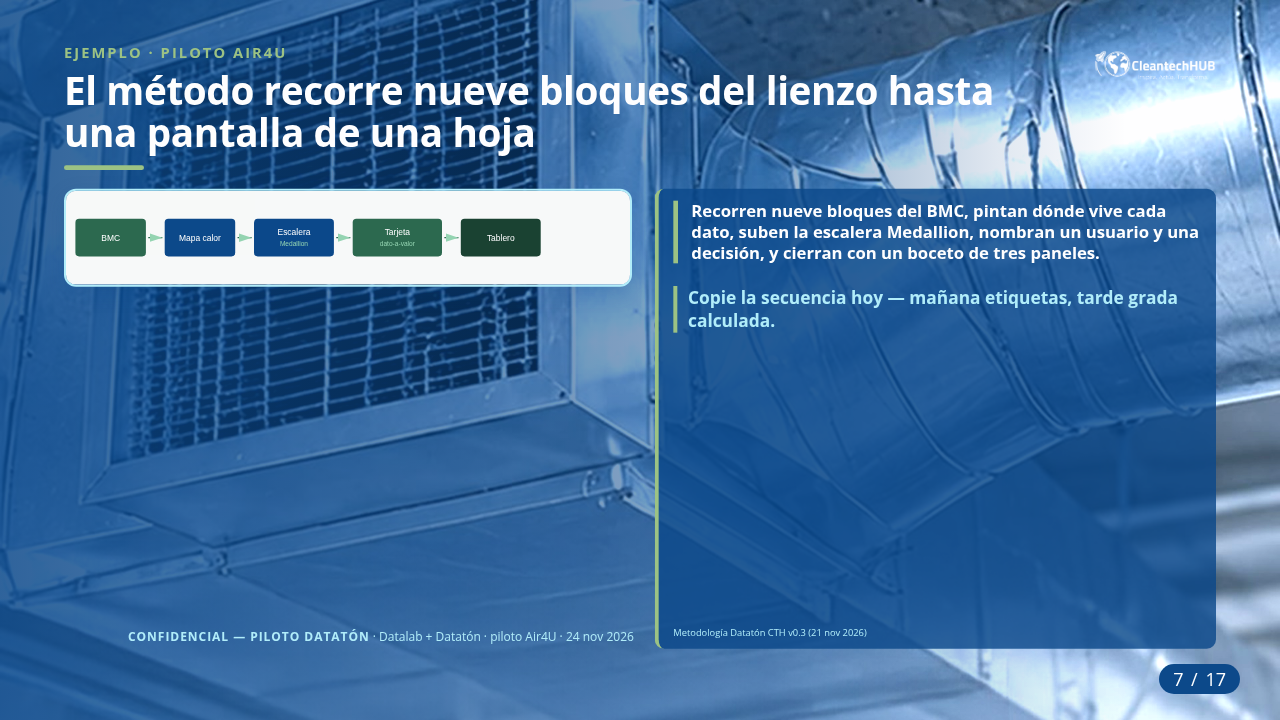 EJEMPLO · PILOTO AIR4U
CleantechHUB
El método recorre nueve bloques del lienzo hasta
una pantalla de una hoja
BMC
Mapa calor
Escalera
Medallion
Tarjeta
dato-a-valor
Tablero
Recorren nueve bloques del BMC, pintan dónde vive cada
dato, suben la escalera Medallion, nombran un usuario y una
decisión, y cierran con un boceto de tres paneles.
Copie la secuencia hoy — mañana etiquetas, tarde grada
calculada.
Metodología Datatón CTH v0.3 (21 nov 2026)
CONFIDENCIAL — PILOTO DATATÓN · Datalab + Datatón · piloto Air4U · 24 nov 2026
7 / 17